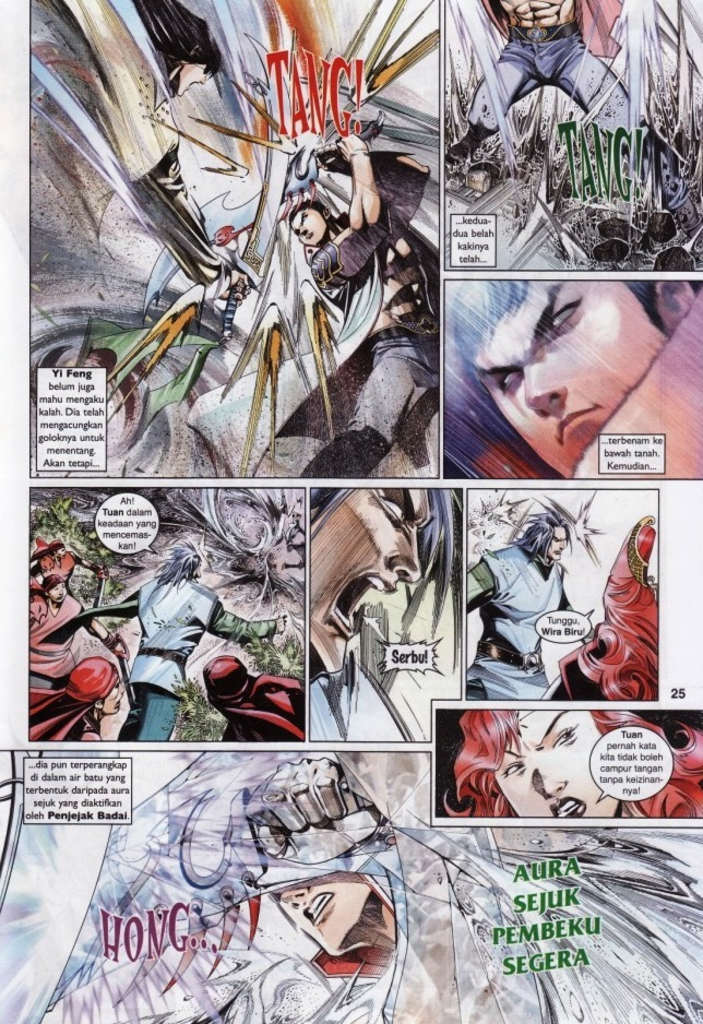 TANG!
Yi Feng
belum juga
mahu mengaku
kalah. Dia telah
mengacungkan
goloknya untuk
menentang.
Akan tetapi...
TANG!
...kedua-
dua belah
kakinya
telah...
...terbenam ke
bawah tanah.
Kemudian...
Ah!
Tuan dalam
keadaan yang
mencemas-
kan!
Serbu!
Tunggu,
Wira Biru!
25
Tuan
pernah kata
kita tidak boleh
campur tangan
tanpa keizinan-
nya!
...dia pun terperangkap
di dalam air batu yang
terbentuk daripada aura
sejuk yang diaktifkan
oleh Penjejak Badai.
HONG...
AURA
SEJUK
PEMBEKU
SEGERA